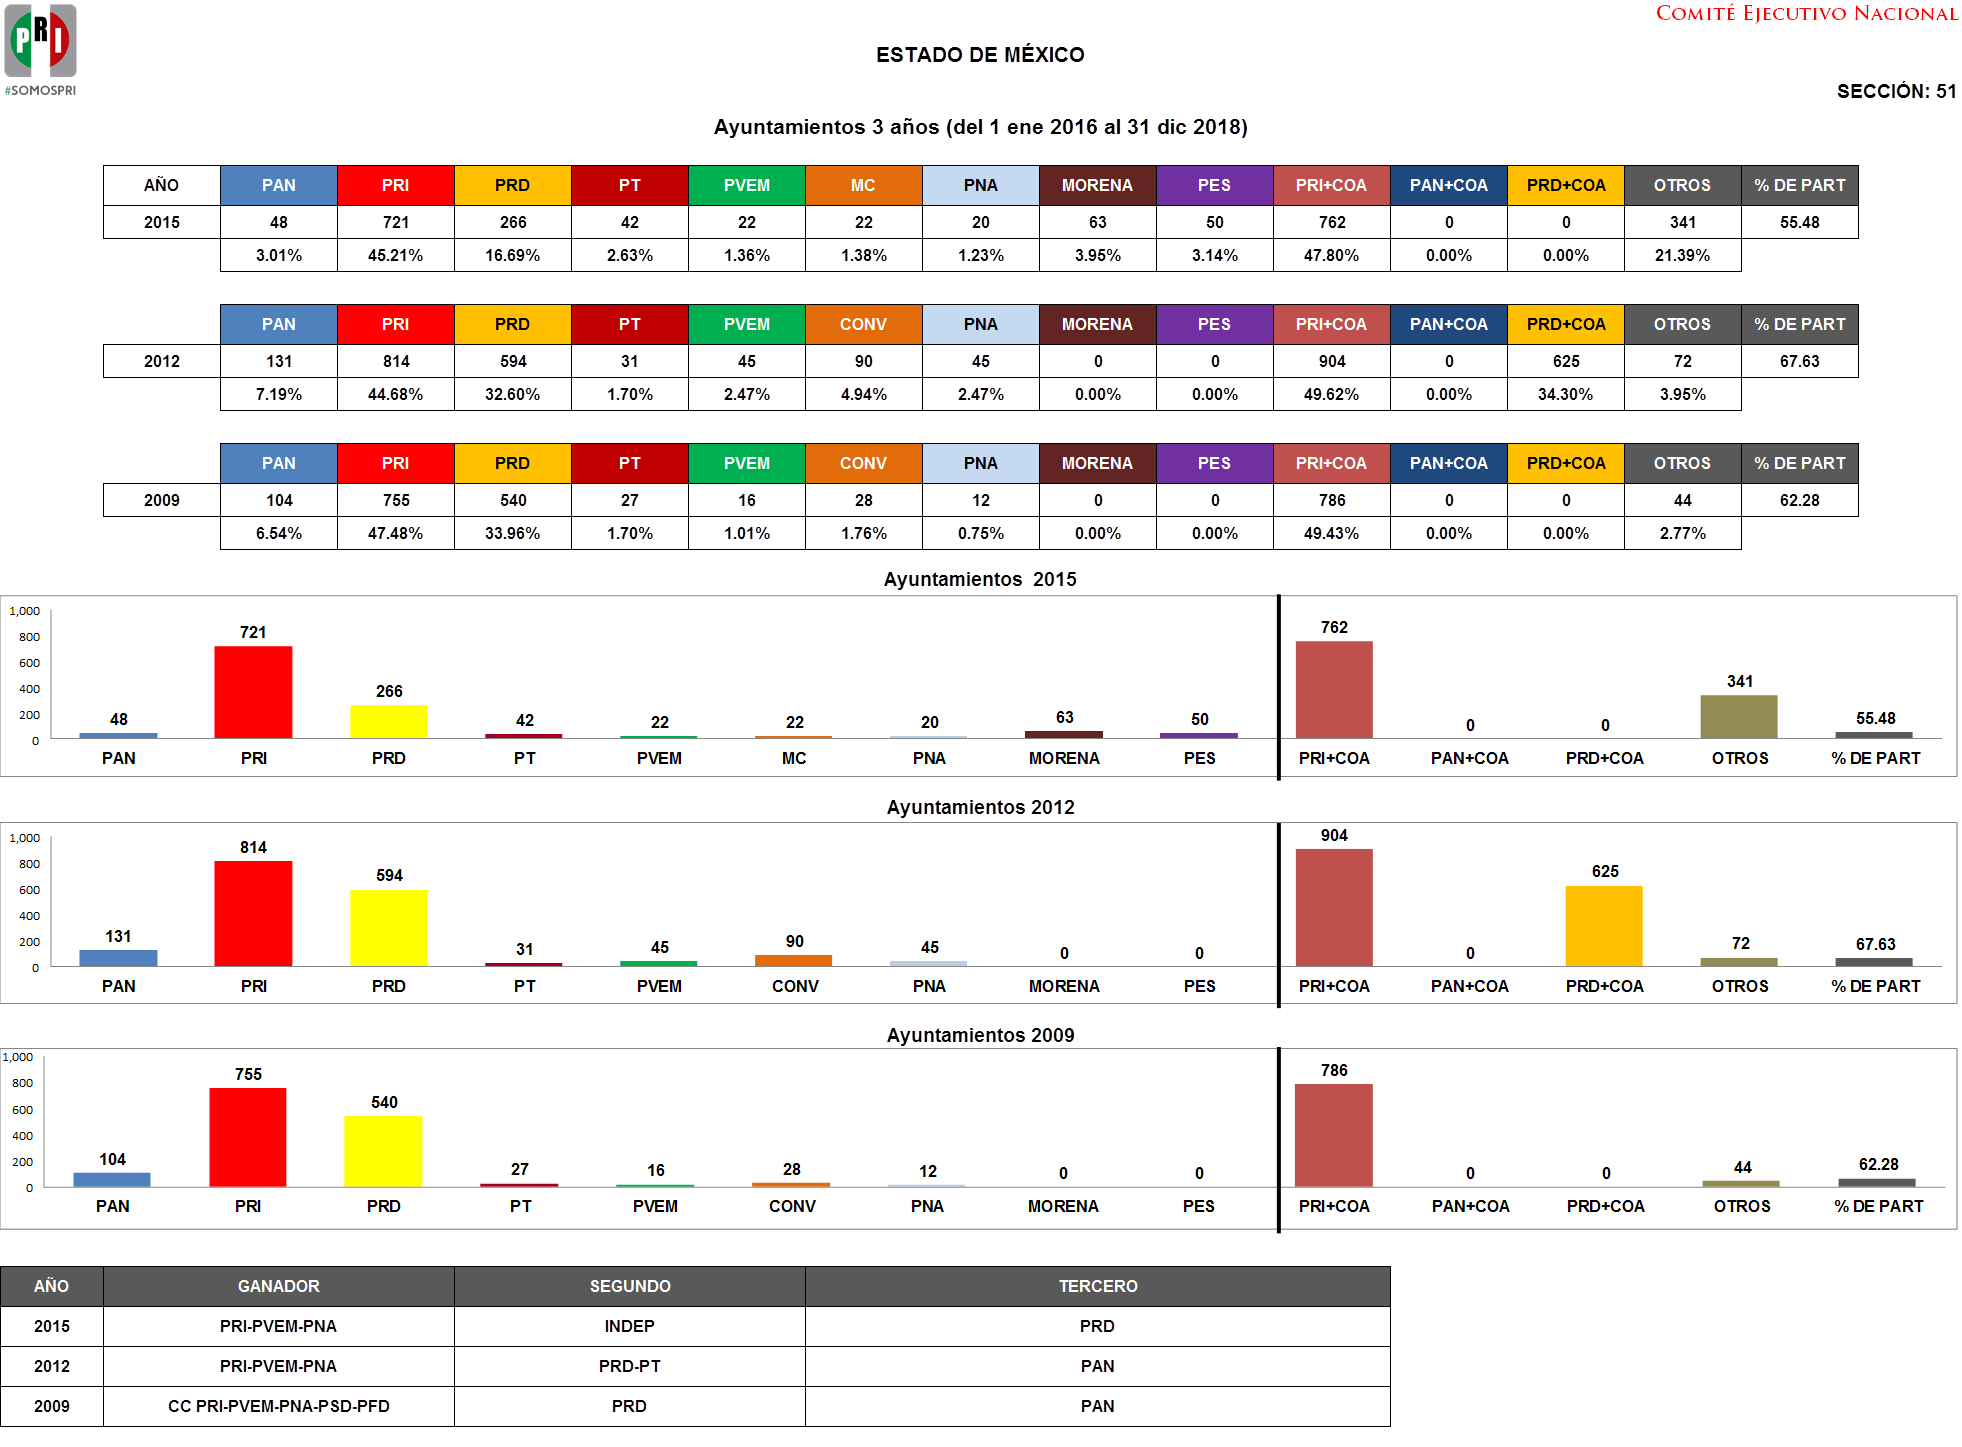 PRI
#SOMOSPRI
COMITÉ EJECUTIVO NACIONAL
ESTADO DE MÉXICO
SECCIÓN: 51
Ayuntamientos 3 años (del 1 ene 2016 al 31 dic 2018)
AÑO PAN PRI PRD PT PVEM MC PNA MORENA PES PRI+COA PAN+COA PRD+COA OTROS % DE PART
2015 48 721 266 42 22 22 20 63 50 762 0 0 341 55.48
3.01% 45.21% 16.69% 2.63% 1.36% 1.38% 1.23% 3.95% 3.14% 47.80% 0.00% 0.00% 21.39%
PAN PRI PRD PT PVEM CONV PNA MORENA PES PRI+COA PAN+COA PRD+COA OTROS % DE PART
2012 131 814 594 31 45 90 45 0 0 904 0 625 72 67.63
7.19% 44.68% 32.60% 1.70% 2.47% 4.94% 2.47% 0.00% 0.00% 49.62% 0.00% 34.30% 3.95%
PAN PRI PRD PT PVEM CONV PNA MORENA PES PRI+COA PAN+COA PRD+COA OTROS % DE PART
2009 104 755 540 27 16 28 12 0 0 786 0 0 44 62.28
6.54% 47.48% 33.96% 1.70% 1.01% 1.76% 0.75% 0.00% 0.00% 49.43% 0.00% 0.00% 2.77%
Ayuntamientos 2015
1,000
800
600
400
200
0
48 721 266 42 22 22 20 63 50 762 0 0 341 55.48
PAN PRI PRD PT PVEM MC PNA MORENA PES PRI+COA PAN+COA PRD+COA OTROS % DE PART
Ayuntamientos 2012
1,000
800
600
400
200
0
131 814 594 31 45 90 45 0 0 904 0 625 72 67.63
PAN PRI PRD PT PVEM CONV PNA MORENA PES PRI+COA PAN+COA PRD+COA OTROS % DE PART
Ayuntamientos 2009
1,000
800
600
400
200
0
104 755 540 27 16 28 12 0 0 786 0 0 44 62.28
PAN PRI PRD PT PVEM CONV PNA MORENA PES PRI+COA PAN+COA PRD+COA OTROS % DE PART
AÑO GANADOR SEGUNDO TERCERO
2015 PRI-PVEM-PNA INDEP PRD
2012 PRI-PVEM-PNA PRD-PT PAN
2009 CC PRI-PVEM-PNA-PSD-PFD PRD PAN